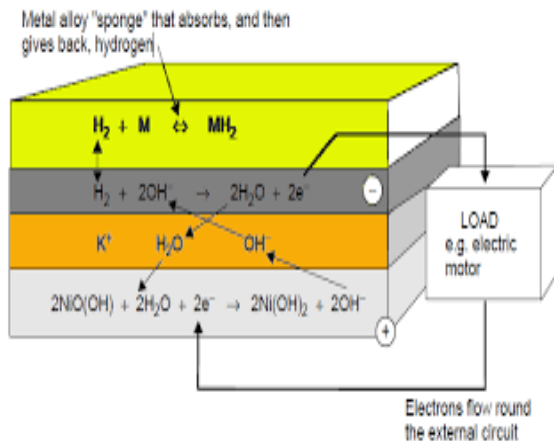 Metal alloy "sponge" that absorbs, and then
gives back, hydrogen
H₂ + M ⇔ MH₂
H₂ + 2OH⁻ → 2H₂O + 2e⁻
−
K⁺ H₂O OH⁻
2NiO(OH) + 2H₂O + 2e⁻ → 2Ni(OH)₂ + 2OH⁻
+
LOAD
e.g. electric
motor
Electrons flow round
the external circuit